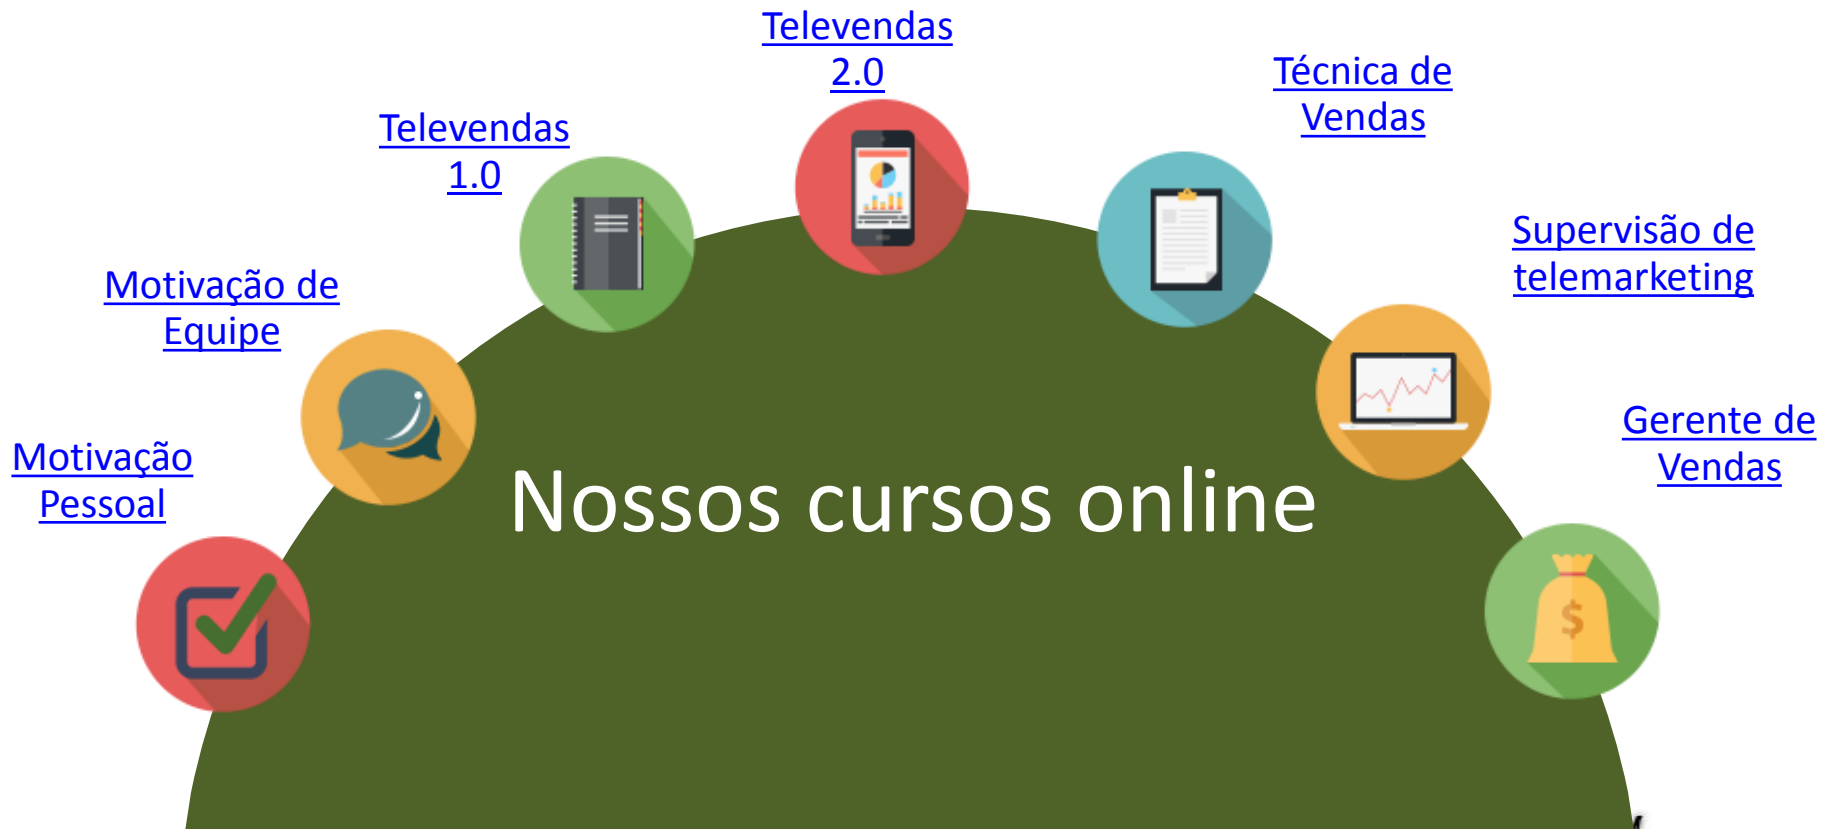 Televendas
2.0
Técnica de
Vendas
Televendas
1.0
Supervisão de
telemarketing
Motivação de
Equipe
Gerente de
Vendas
Motivação
Pessoal
Nossos cursos online
$